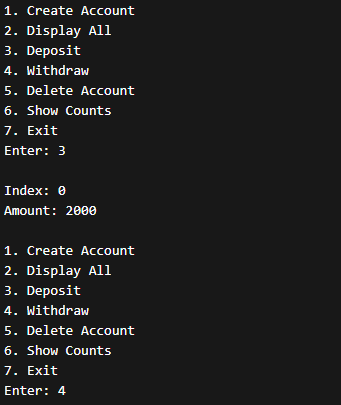 1. Create Account
2. Display All
3. Deposit
4. Withdraw
5. Delete Account
6. Show Counts
7. Exit
Enter: 3
Index: 0
Amount: 2000
1. Create Account
2. Display All
3. Deposit
4. Withdraw
5. Delete Account
6. Show Counts
7. Exit
Enter: 4